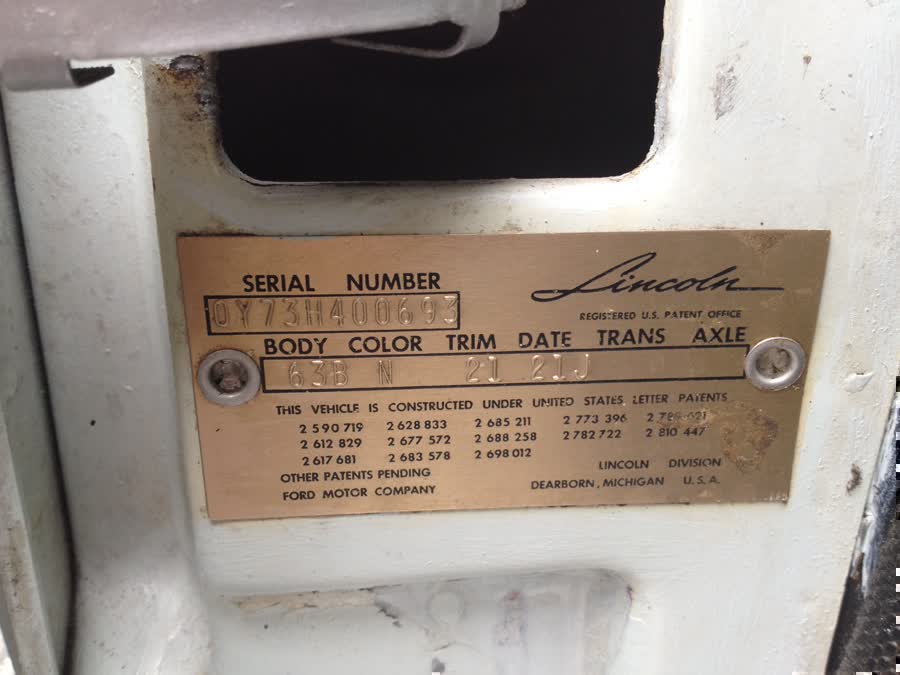 SERIAL NUMBER
Lincoln
0Y73H400693
REGISTERED U.S. PATENT OFFICE
BODY COLOR TRIM DATE TRANS AXLE
63B N 21 21J
THIS VEHICLE IS CONSTRUCTED UNDER UNITED STATES LETTER PATENTS
2 590 719 2 628 833 2 685 211 2 773 396
2 612 829 2 677 572 2 688 258 2 782 722 2 810 447
2 617 681 2 683 578 2 698 012
OTHER PATENTS PENDING
LINCOLN DIVISION
FORD MOTOR COMPANY
DEARBORN, MICHIGAN U.S.A.